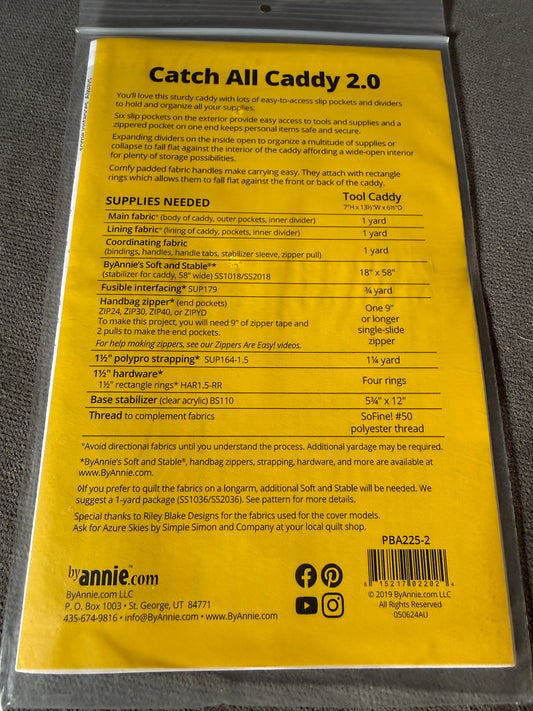 Catch All Caddy 2.0
You'll love this sturdy caddy with lots of easy-to-access slip pockets and dividers
to hold and organize all your supplies.
Six slip pockets on the exterior provide easy access to tools and supplies and a
zippered pocket on one end keeps personal items safe and secure.
Expanding dividers on the inside open to organize a multitude of supplies or
collapse to fall flat against the interior of the caddy affording a wide-open interior
for plenty of storage possibilities.
Comfy padded fabric handles make carrying easy. They attach with rectangle
rings which allows them to fall flat against the front or back of the caddy.
SUPPLIES NEEDED
Tool Caddy
7"H x 13½"W x 6½"D
Main fabric° (body of caddy, outer pockets, inner divider)
1 yard
Lining fabric° (lining of caddy, pockets, inner divider)
1 yard
Coordinating fabric
(bindings, handles, handle tabs, stabilizer sleeve, zipper pull)
1 yard
ByAnnie's Soft and Stable®*
(stabilizer for caddy, 58" wide) SS1018/SS2018
18" x 58"
Fusible interfacing* SUP179
¾ yard
Handbag zipper* (end pockets)
ZIP24, ZIP30, ZIP40, or ZIPYD
To make this project, you will need 9" of zipper tape and
2 pulls to make the end pockets.
For help making zippers, see our Zippers Are Easy! videos.
One 9"
or longer
single-slide
zipper
1½" polypro strapping* SUP164-1.5
1¼ yard
1½" hardware*
1½" rectangle rings* HAR1.5-RR
Four rings
Base stabilizer (clear acrylic) BS110
5¾" x 12"
Thread to complement fabrics
SoFine! #50
polyester thread
°Avoid directional fabrics until you understand the process. Additional yardage may be required.
*ByAnnie's Soft and Stable®, handbag zippers, strapping, hardware, and more are available at
www.ByAnnie.com.
◊If you prefer to quilt the fabrics on a longarm, additional Soft and Stable will be needed. We
suggest a 1-yard package (SS1036/SS2036). See pattern for more details.
Special thanks to Riley Blake Designs for the fabrics used for the cover models.
Ask for Azure Skies by Simple Simon and Company at your local quilt shop.
PBA225-2
byannie.com™
ByAnnie.com LLC
P. O. Box 1003 • St. George, UT 84771
435-674-9816 • info@ByAnnie.com • www.ByAnnie.com
8 15217 02202 4
© 2019 ByAnnie.com LLC
All Rights Reserved
050624AU